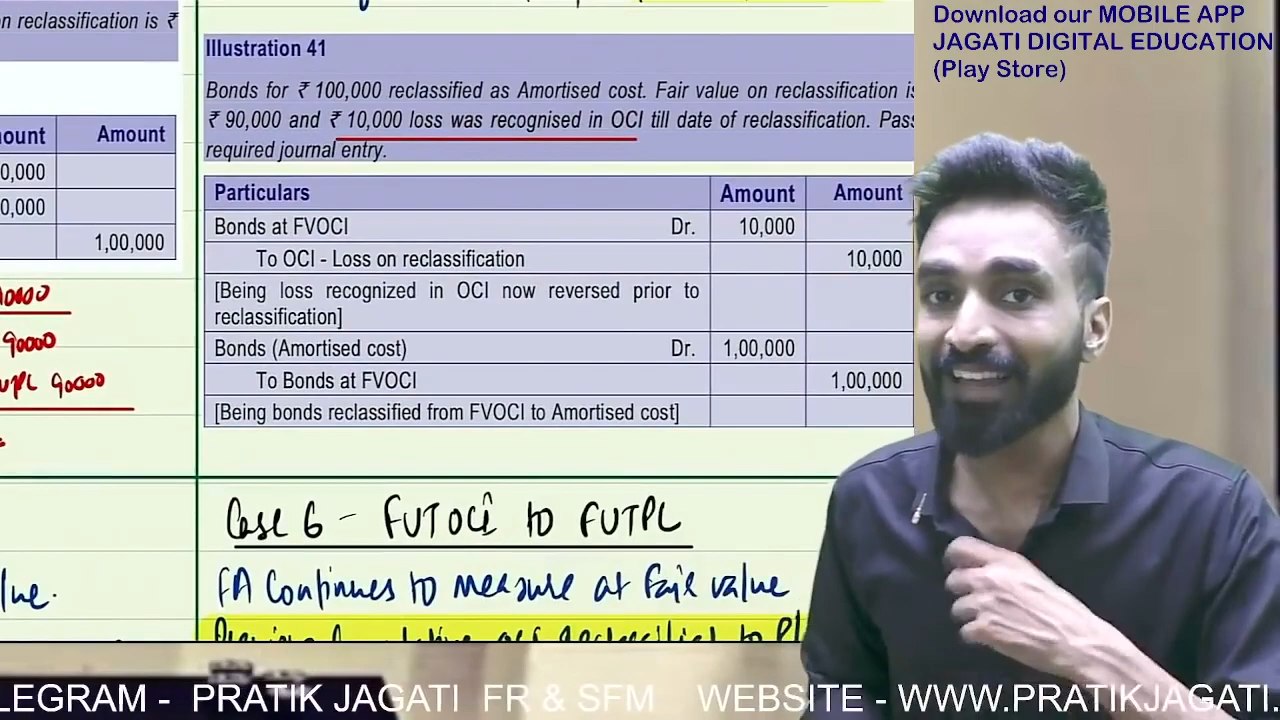 n reclassification is ₹
Download our MOBILE APP
JAGATI DIGITAL EDUCATION
(Play Store)
Illustration 41
Bonds for ₹ 100,000 reclassified as Amortised cost. Fair value on reclassification is
₹ 90,000 and ₹ 10,000 loss was recognised in OCI till date of reclassification. Pass
required journal entry.
ount Amount
0,000
0,000
1,00,000
Particulars Amount Amount
Bonds at FVOCI Dr. 10,000
To OCI - Loss on reclassification 10,000
[Being loss recognized in OCI now reversed prior to
reclassification]
Bonds (Amortised cost) Dr. 1,00,000
To Bonds at FVOCI 1,00,000
[Being bonds reclassified from FVOCI to Amortised cost]
90000
90000
Case 6 - FVTOCI to FVTPL
lue.
FA Continues to measure at Fair value
to P/
LEGRAM - PRATIK JAGATI FR & SFM WEBSITE - WWW.PRATIKJAGATI.